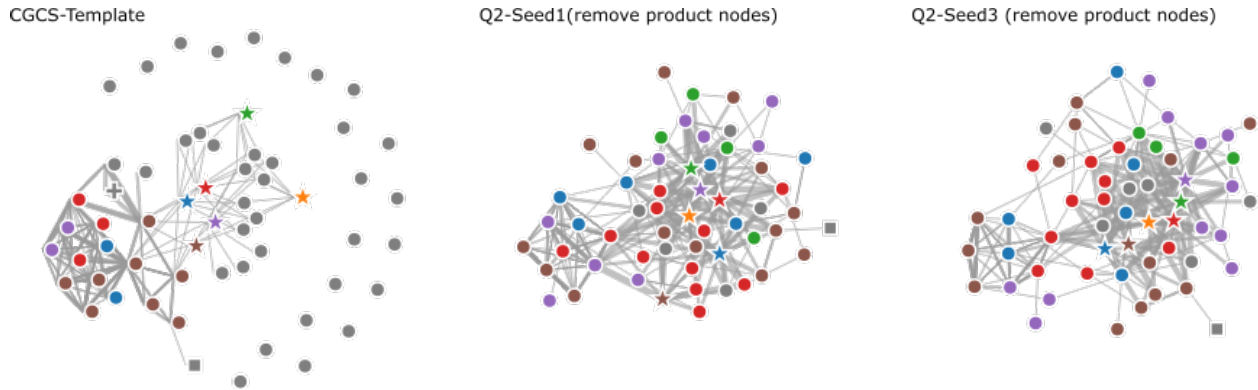 CGCS-Template
Q2-Seed1(remove product nodes)
Q2-Seed3 (remove product nodes)